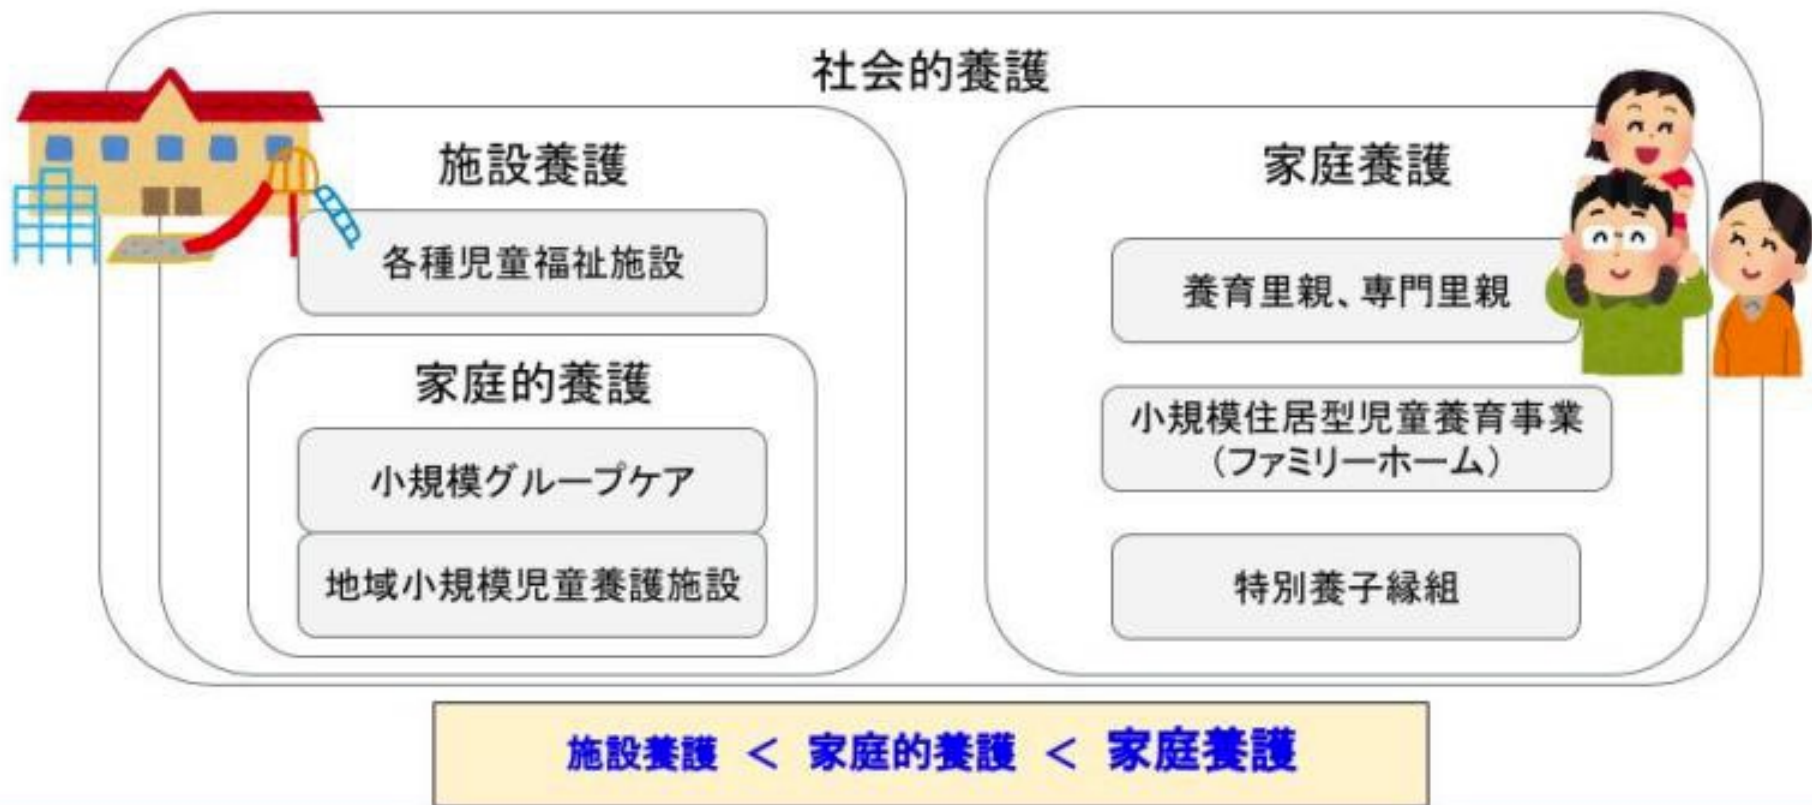 社会的養護
施設養護
各種児童福祉施設
家庭的養護
小規模グループケア
地域小規模児童養護施設
家庭養護
養育里親、専門里親
小規模住居型児童養育事業
(ファミリーホーム)
特別養子縁組
施設養護 < 家庭的養護 < 家庭養護